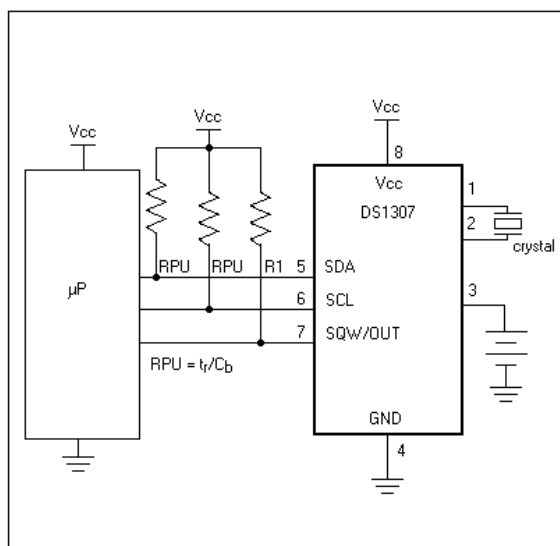 Vcc
Vcc
Vcc
8
Vcc
DS1307
1
2
crystal
µP
RPU
RPU
R1
5
SDA
3
6
SCL
7
SQW/OUT
RPU = tr/Cb
GND
4